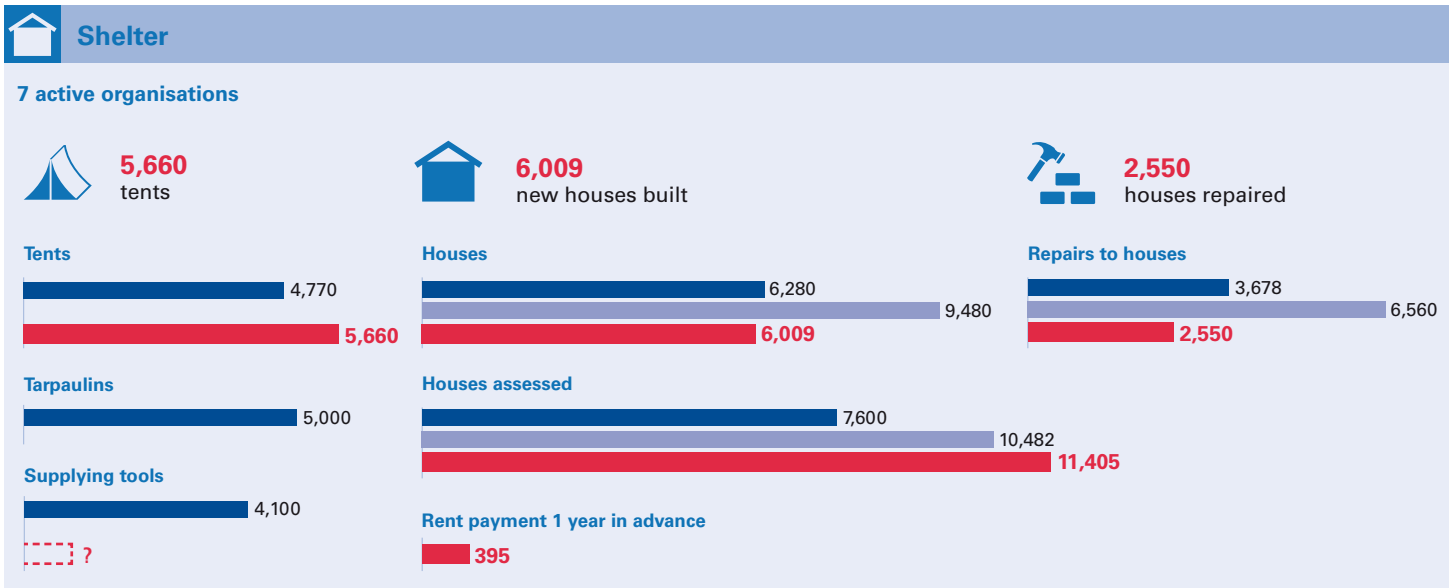 Shelter
7 active organisations
5,660
tents
6,009
new houses built
2,550
houses repaired
Tents
4,770
5,660
Houses
6,280
9,480
6,009
Repairs to houses
3,678
6,560
2,550
Tarpaulins
5,000
Houses assessed
7,600
10,482
11,405
Supplying tools
4,100
?
Rent payment 1 year in advance
395